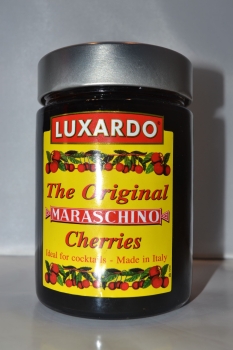 LUXARDO
The Original
MARASCHINO
Cherries
Ideal for cocktails - Made in Italy